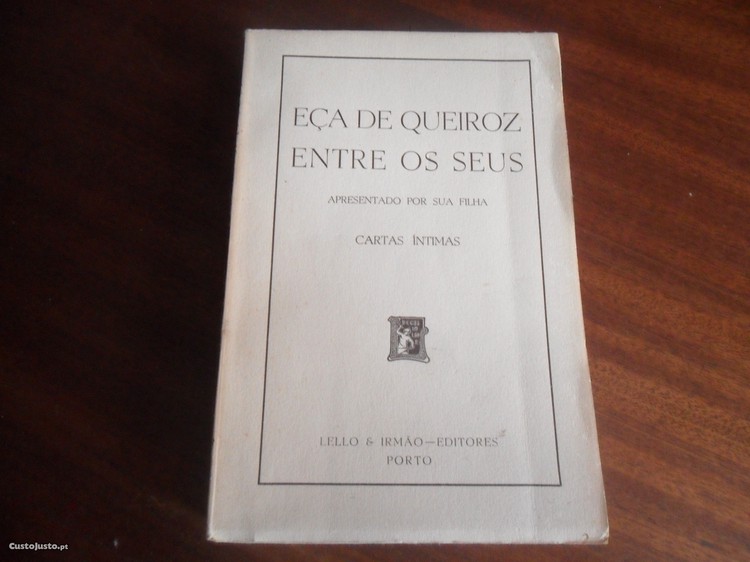 EÇA DE QUEIROZ
ENTRE OS SEUS
APRESENTADO POR SUA FILHA
CARTAS ÍNTIMAS
LELLO & IRMÃO—EDITORES
PORTO
Custojusto.pt